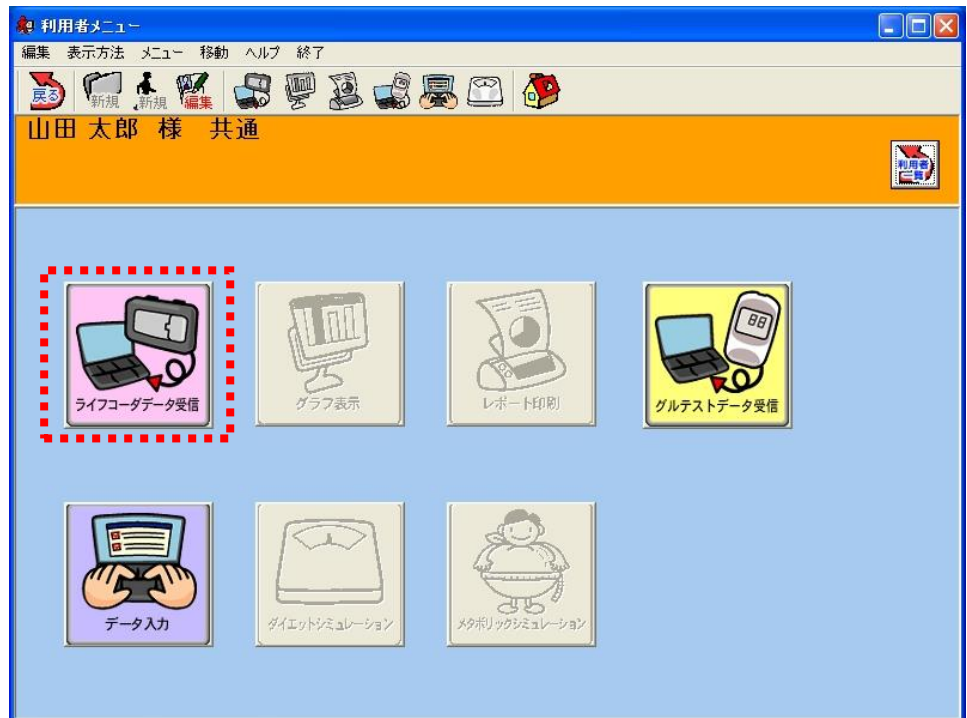 利用者メニュー
編集 表示方法 メニュー 移動 ヘルプ 終了
戻る 新規 新規 編集
山田 太郎 様 共通
利用者
一覧
ライフコーダデータ受信
グラフ表示
レポート印刷
88
グルテストデータ受信
データ入力
ダイエットシミュレーション
メタボリックシミュレーション